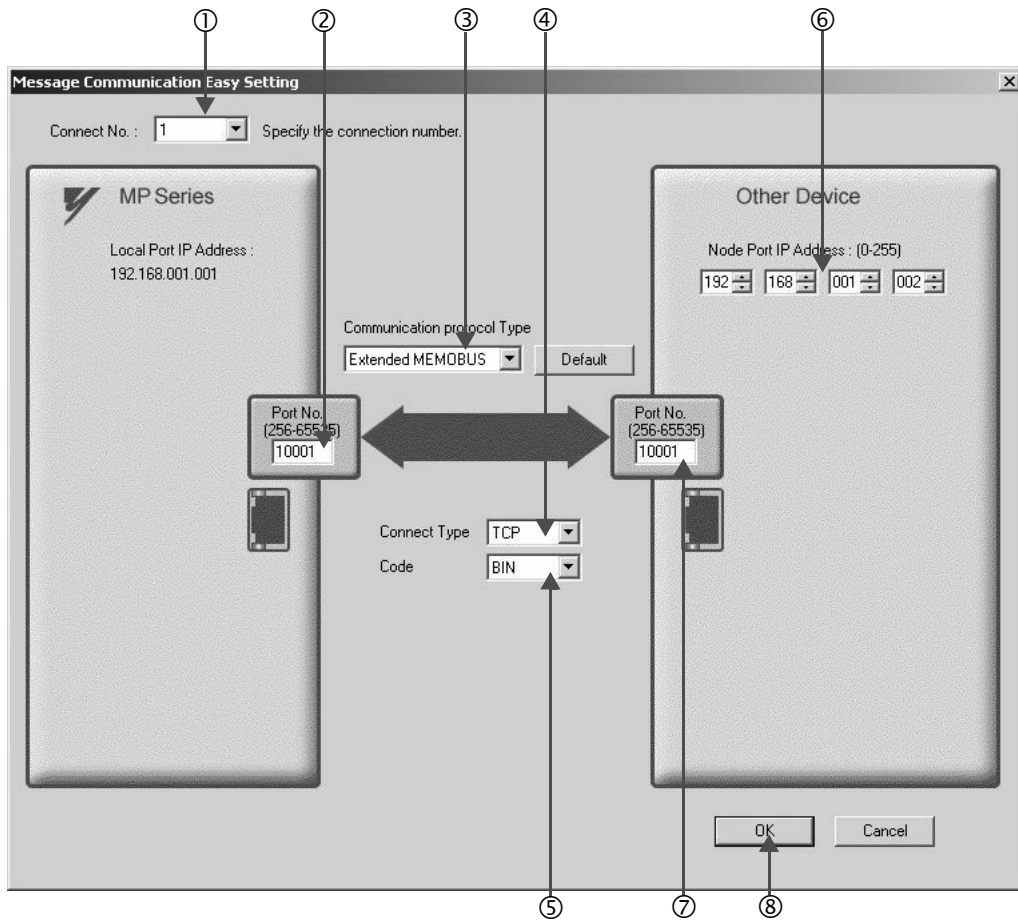 ① ② ③ ④ ⑥
Message Communication Easy Setting
Connect No. : 1 Specify the connection number.
MP Series
Local Port IP Address :
192.168.001.001
Other Device
Node Port IP Address : (0-255)
192 168 001 002
Communication protocol Type
Extended MEMOBUS Default
Port No.
(256-65535)
10001
Port No.
(256-65535)
10001
Connect Type TCP
Code BIN
OK Cancel
⑤ ⑦ ⑧